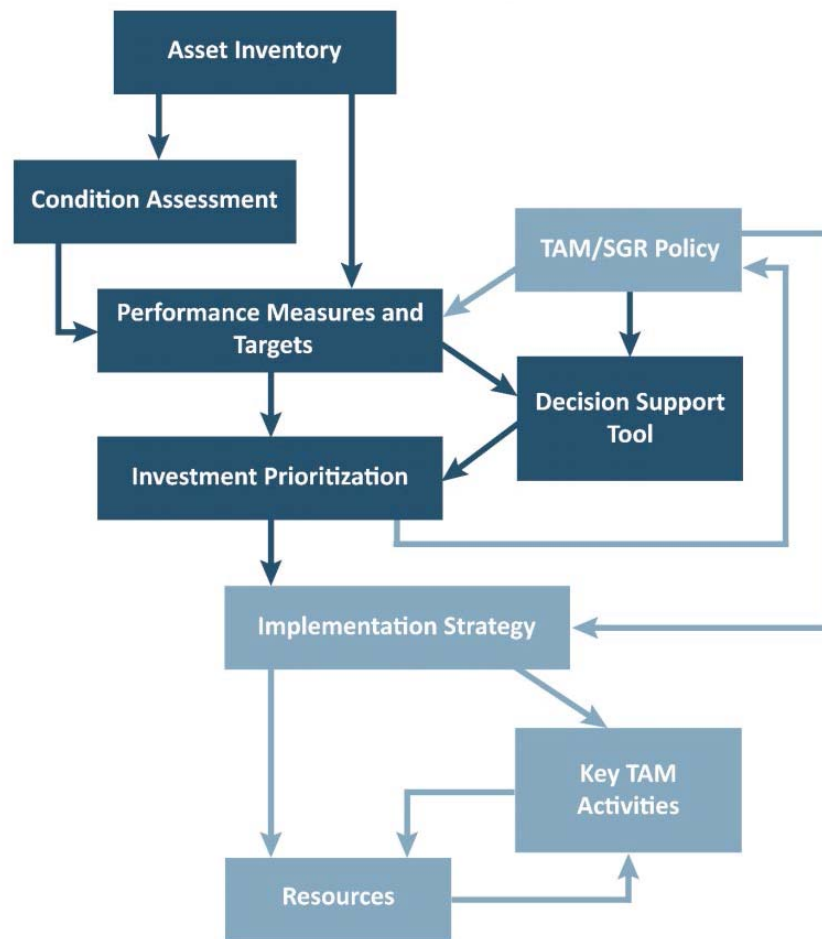 Asset Inventory
Condition Assessment
TAM/SGR Policy
Performance Measures and
Targets
Decision Support
Tool
Investment Prioritization
Implementation Strategy
Key TAM
Activities
Resources